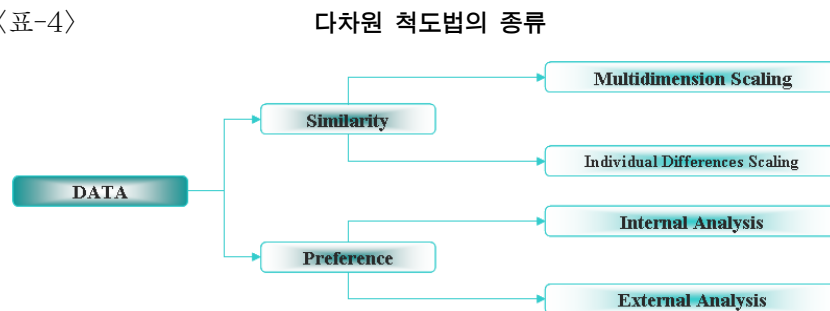 〈표-4〉 다차원 척도법의 종류
Multidimension Scaling
Similarity
Individual Differences Scaling
DATA
Internal Analysis
Preference
External Analysis